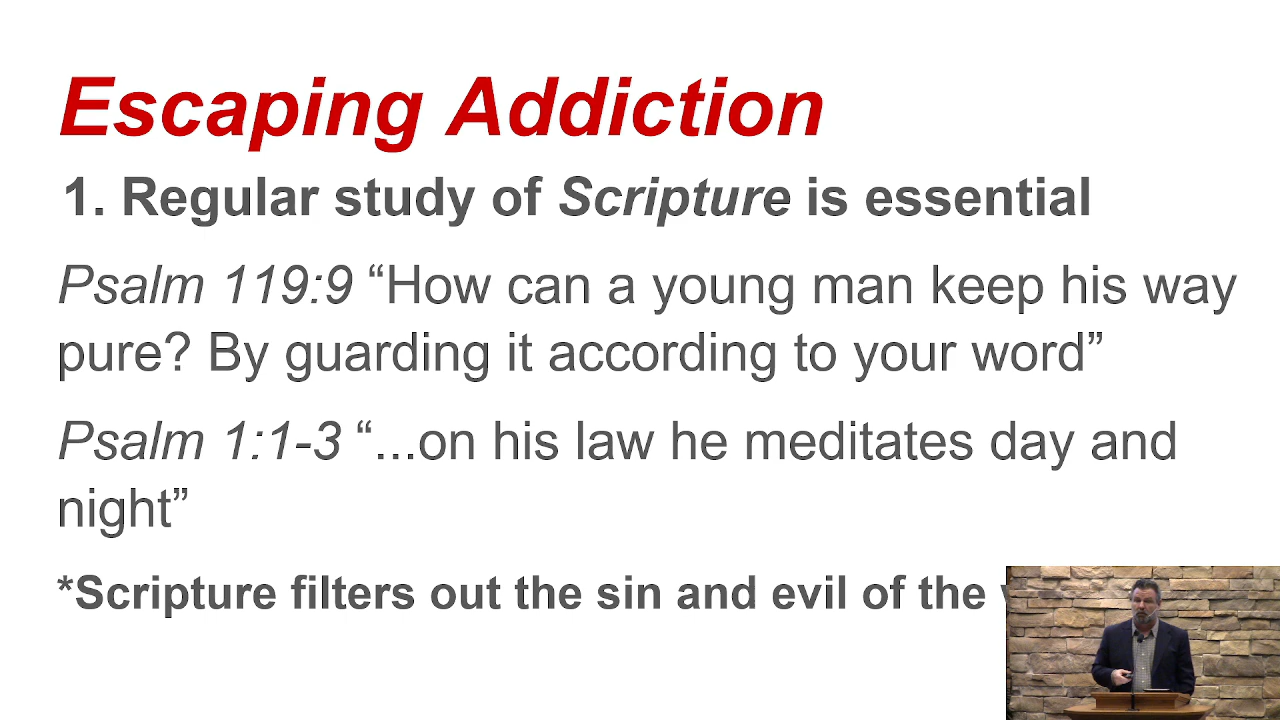 Escaping Addiction
1. Regular study of Scripture is essential
Psalm 119:9 “How can a young man keep his way
pure? By guarding it according to your word”
Psalm 1:1-3 “...on his law he meditates day and
night”
*Scripture filters out the sin and evil of the